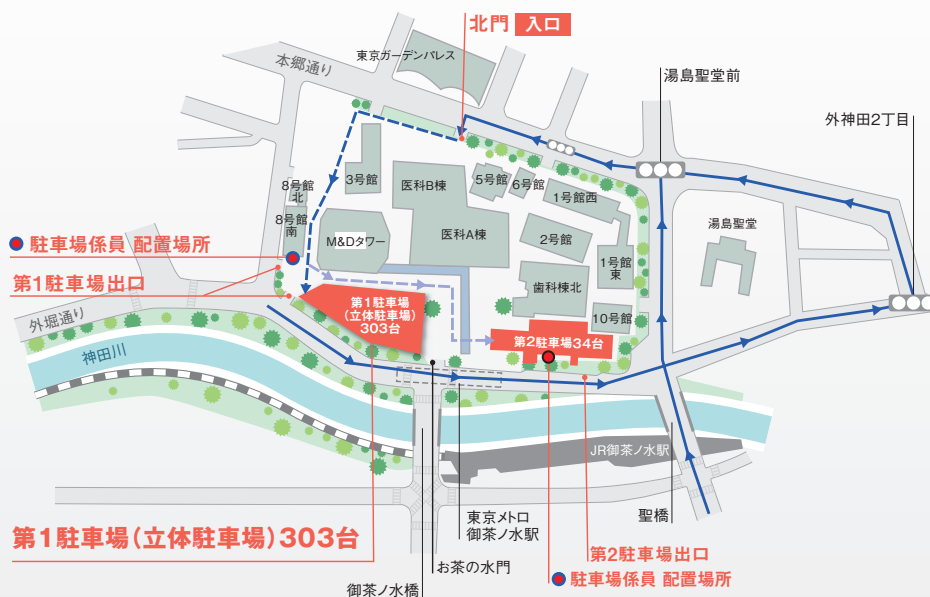 北門 入口
東京ガーデンパレス
本郷通り
湯島聖堂前
外神田2丁目
8号館
北
3号館
医科B棟
5号館
6号館
1号館西
8号館
南
M&Dタワー
医科A棟
2号館
1号館
東
湯島聖堂
駐車場係員 配置場所
第1駐車場出口
第1駐車場
(立体駐車場)
303台
歯科棟北
10号館
第2駐車場34台
外堀通り
神田川
JR御茶ノ水駅
第1駐車場(立体駐車場)303台
東京メトロ
御茶ノ水駅
聖橋
お茶の水門
第2駐車場出口
駐車場係員 配置場所
御茶ノ水橋